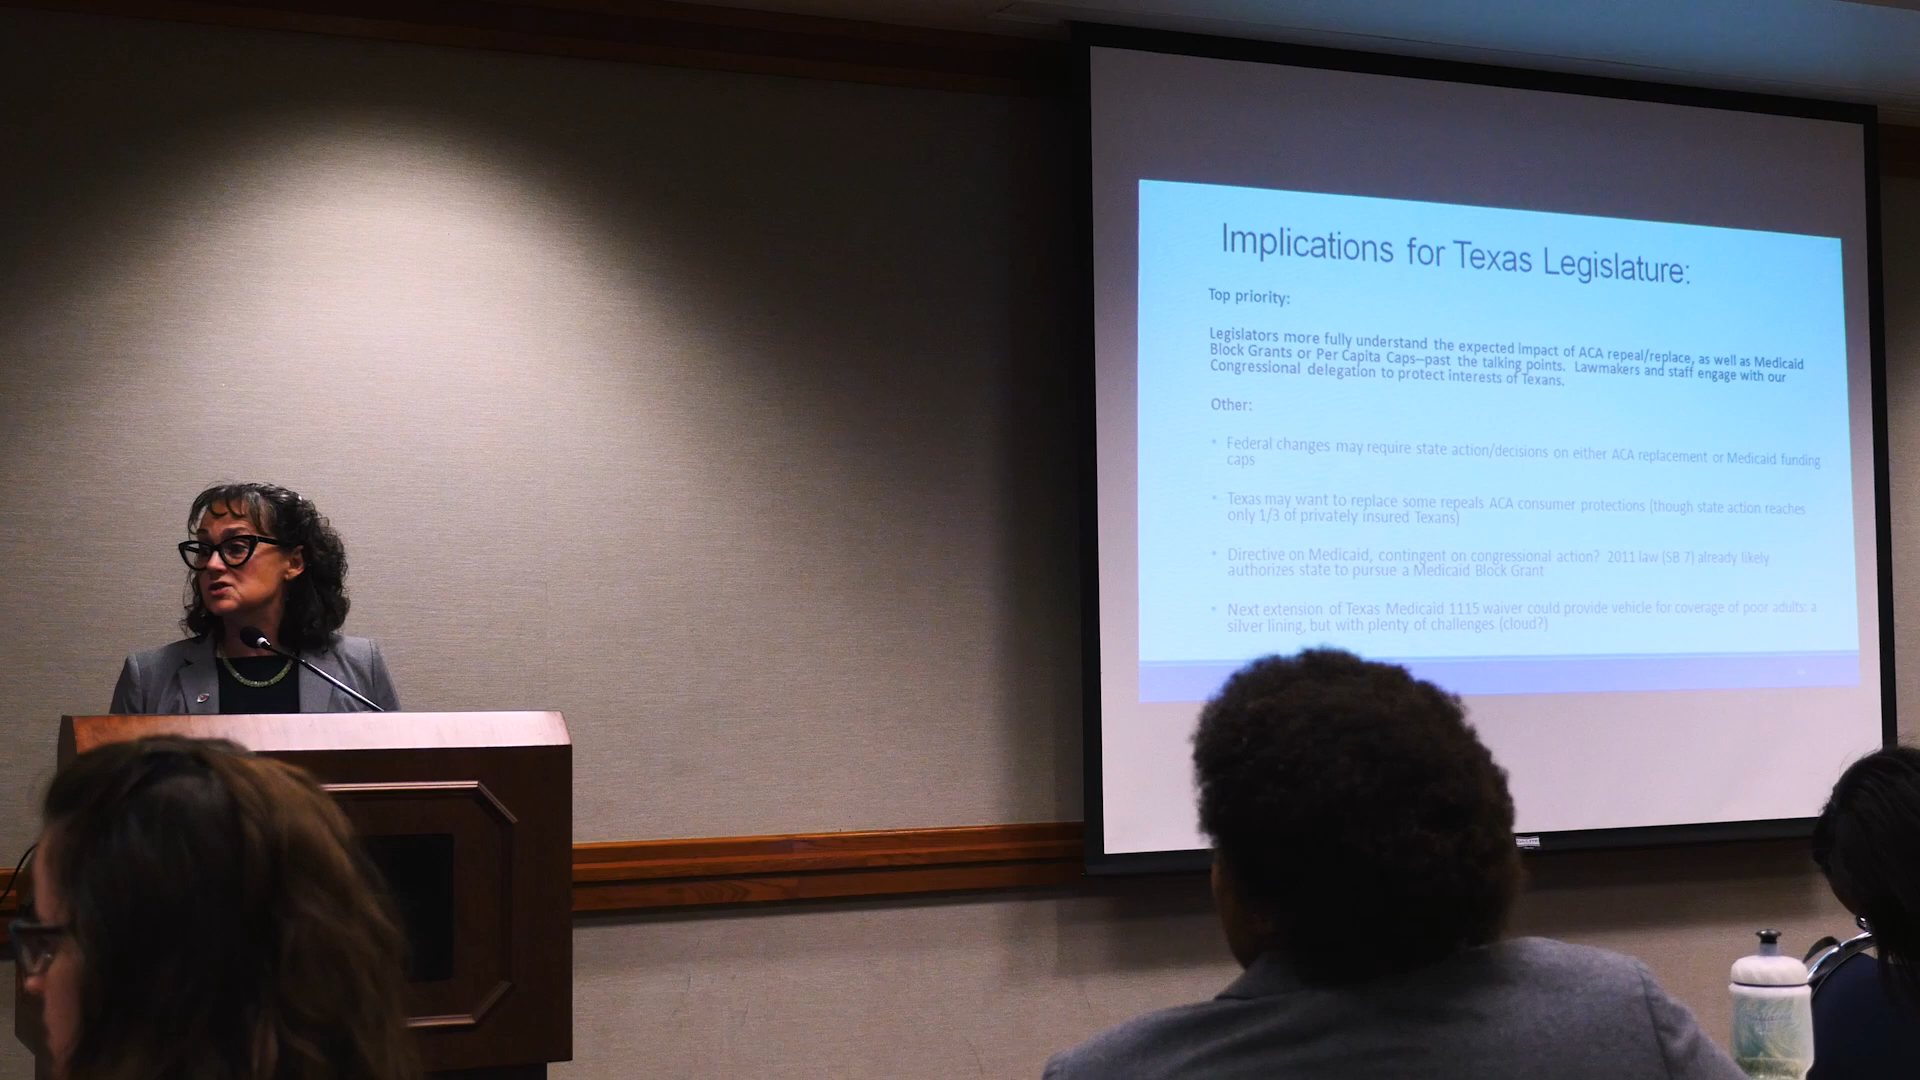 Implications for Texas Legislature:
Top priority:
Legislators more fully understand the expected impact of ACA repeal/replace, as well as Medicaid
Block Grants or Per Capita Caps–past the talking points. Lawmakers and staff engage with our
Congressional delegation to protect interests of Texans.
Other:
• Federal changes may require state action/decisions on either ACA replacement or Medicaid funding
caps
• Texas may want to replace some repeals ACA consumer protections (though state action reaches
only 1/3 of privately insured Texans)
• Directive on Medicaid, contingent on congressional action? 2011 law (SB 7) already likely
authorizes state to pursue a Medicaid Block Grant
• Next extension of Texas Medicaid 1115 waiver could provide vehicle for coverage of poor adults: a
silver lining, but with plenty of challenges (cloud?)